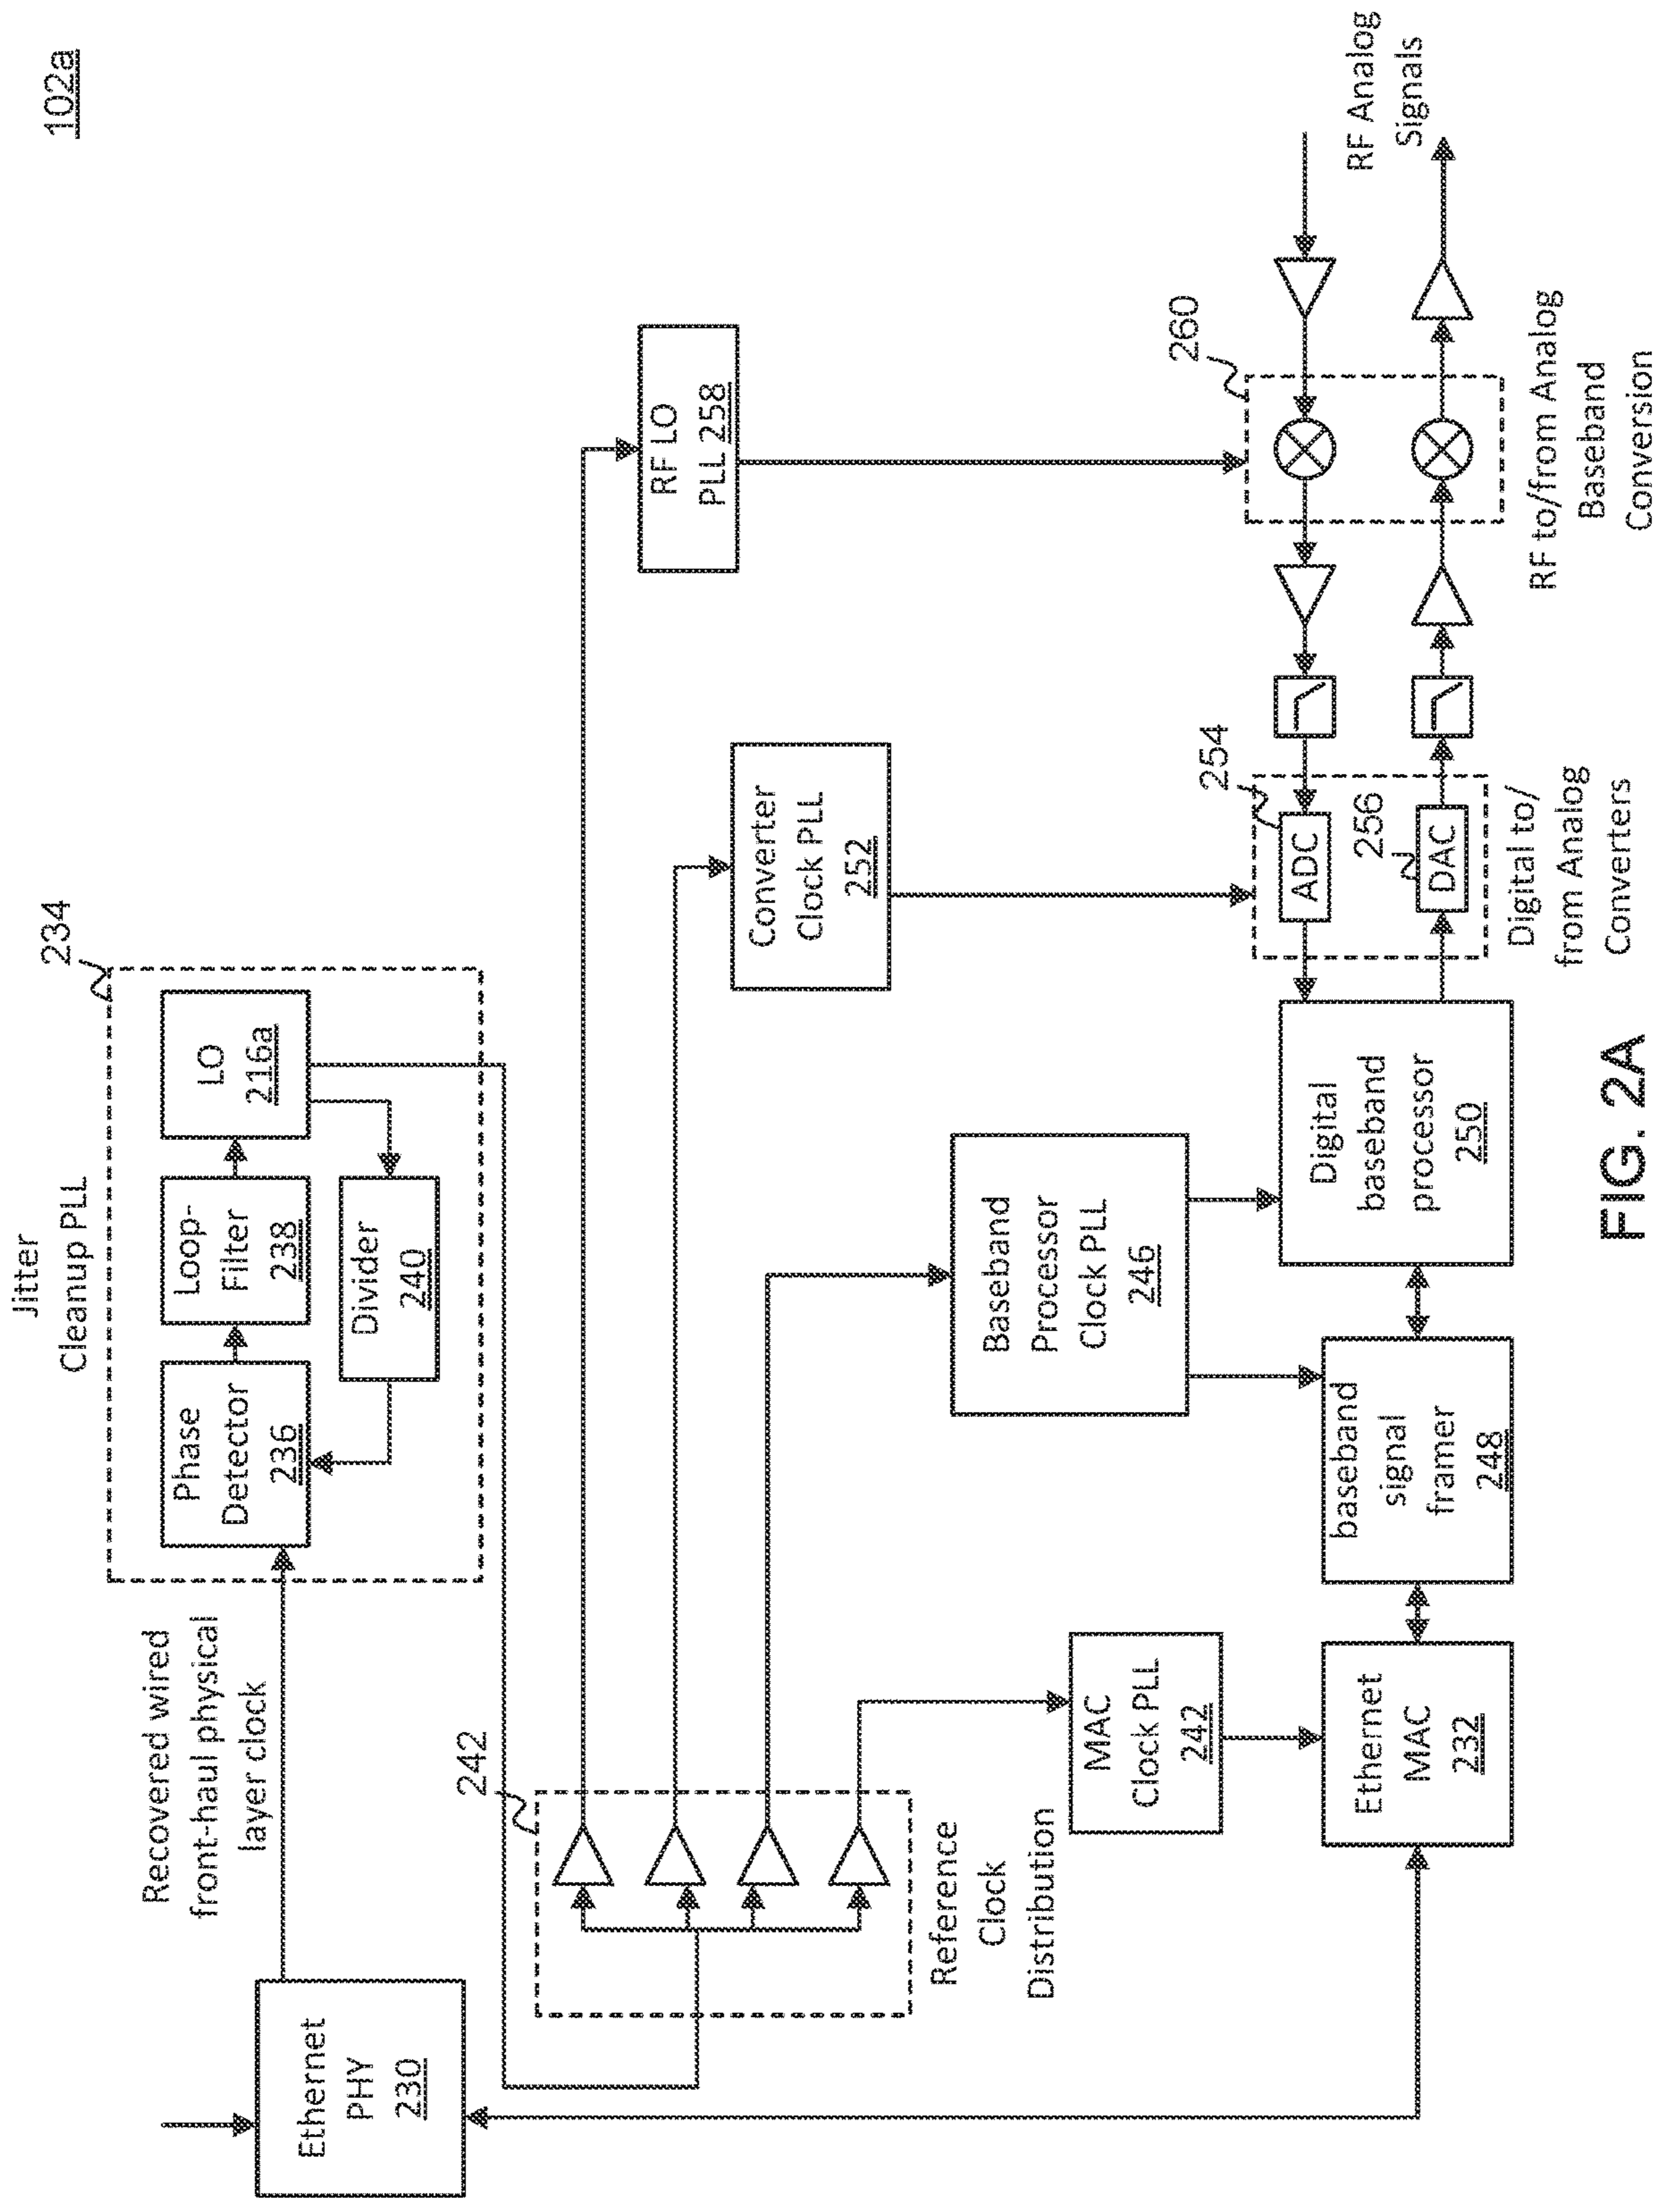 102a
Jitter
Cleanup PLL
234
Phase
Detector
236
Loop-
Filter
238
LO
216a
Divider
240
Recovered wired
front-haul physical
layer clock
Ethernet
PHY
230
242
Reference
Clock
Distribution
RF LO
PLL 258
Converter
Clock PLL
252
Baseband
Processor
Clock PLL
246
MAC
Clock PLL
242
Ethernet
MAC
232
baseband
signal
framer
248
Digital
baseband
processor
250
254
ADC
256
DAC
Digital to/
from Analog
Converters
260
RF to/from Analog
Baseband
Conversion
RF Analog
Signals
FIG. 2A